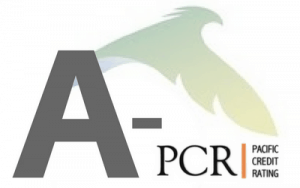 A-
PCR
PACIFIC
CREDIT
RATING